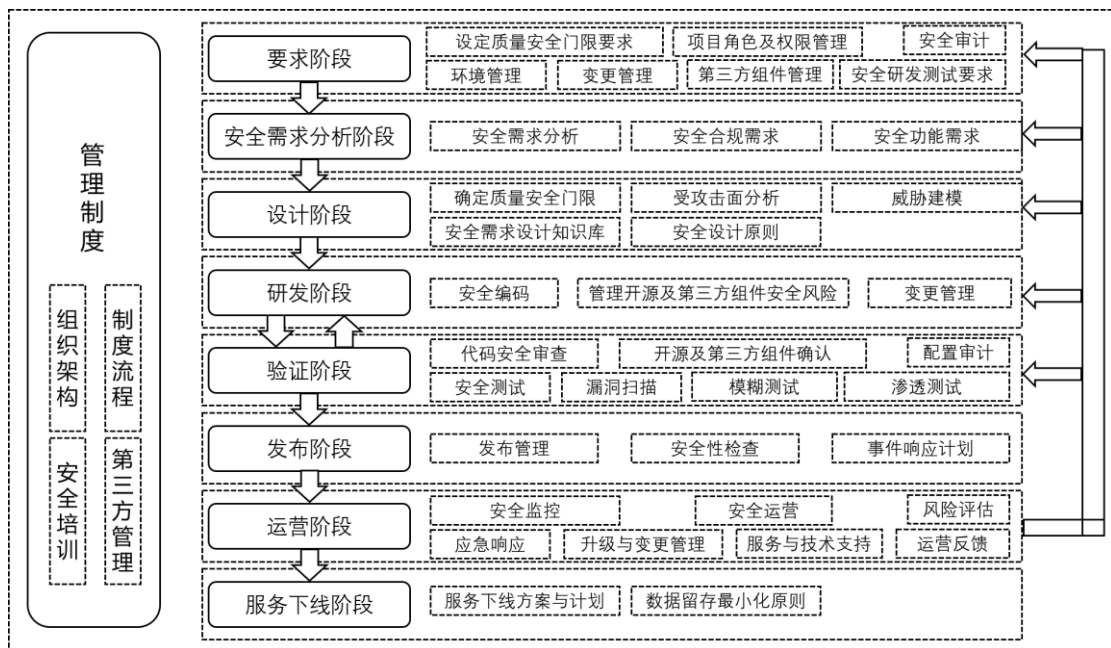 管理制度
组织架构
制度流程
安全培训
第三方管理
要求阶段
设定质量安全门限要求
项目角色及权限管理
安全审计
环境管理
变更管理
第三方组件管理
安全研发测试要求
安全需求分析阶段
安全需求分析
安全合规需求
安全功能需求
设计阶段
确定质量安全门限
受攻击面分析
威胁建模
安全需求设计知识库
安全设计原则
研发阶段
安全编码
管理开源及第三方组件安全风险
变更管理
验证阶段
代码安全审查
开源及第三方组件确认
配置审计
安全测试
漏洞扫描
模糊测试
渗透测试
发布阶段
发布管理
安全性检查
事件响应计划
运营阶段
安全监控
安全运营
风险评估
应急响应
升级与变更管理
服务与技术支持
运营反馈
服务下线阶段
服务下线方案与计划
数据留存最小化原则